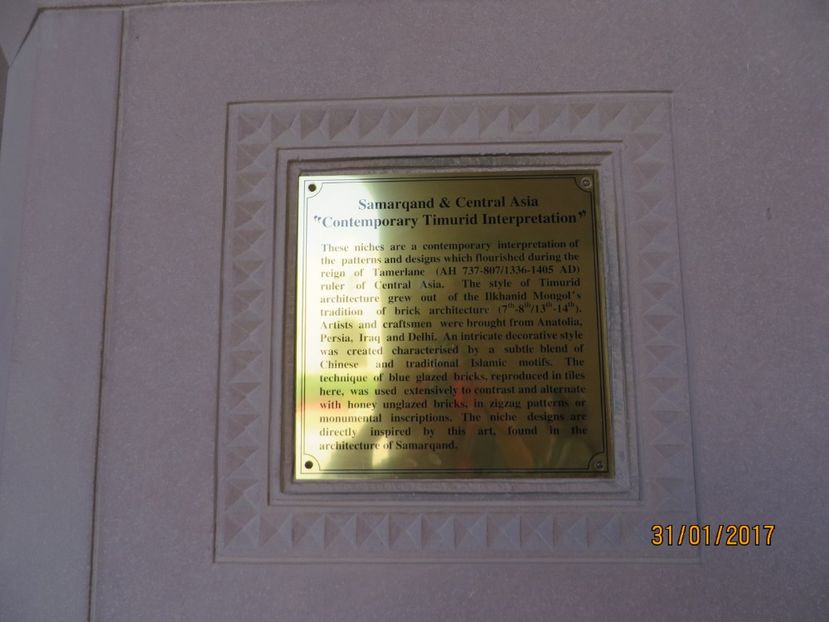 Samarqand & Central Asia
"Contemporary Timurid Interpretation"
These niches are a contemporary interpretation of
the patterns and designs which flourished during the
reign of Tamerlane (AH 737-807/1336-1405 AD)
ruler of Central Asia. The style of Timurid
architecture grew out of the Ilkhanid Mongol's
tradition of brick architecture (7th-8th/13th-14th).
Artists and craftsmen were brought from Anatolia,
Persia, Iraq and Delhi. An intricate decorative style
was created characterised by a subtle blend of
Chinese and traditional Islamic motifs. The
technique of blue glazed bricks, reproduced in tiles
here, was used extensively to contrast and alternate
with honey unglazed bricks, in zigzag patterns or
monumental inscriptions. The niche designs are
directly inspired by this art, found in the
architecture of Samarqand.
31/01/2017